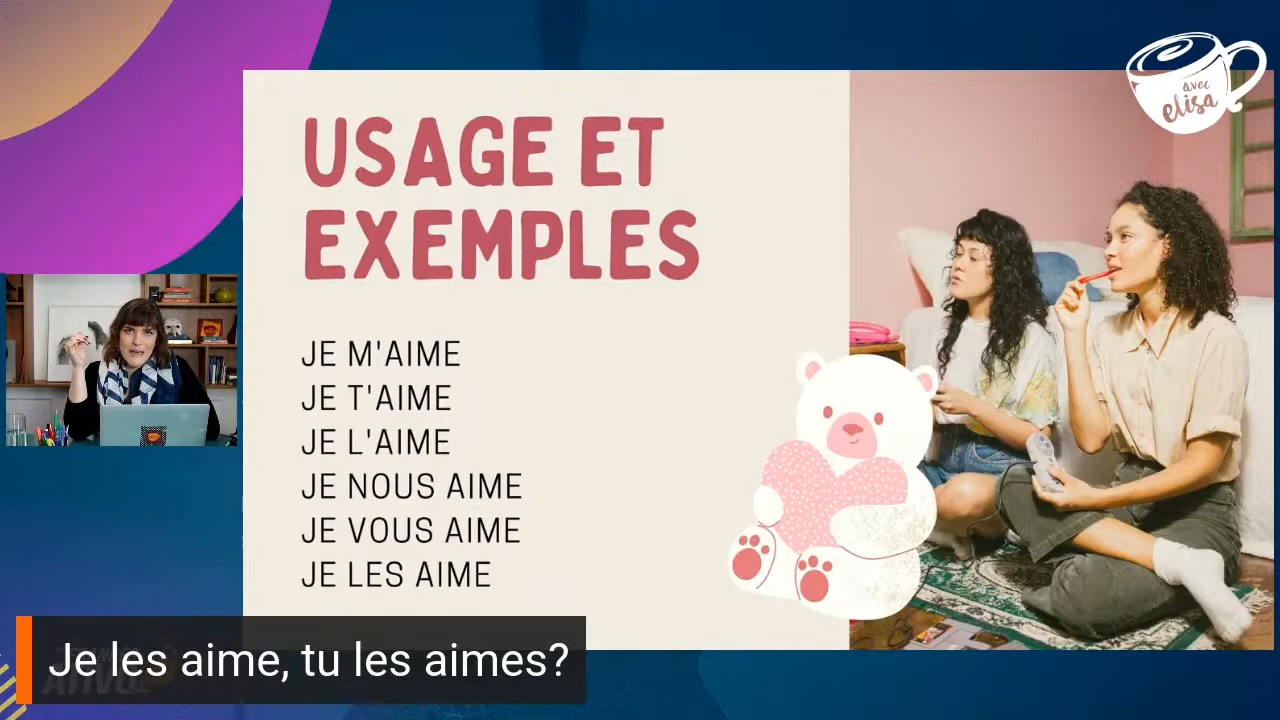 avec
elisa
USAGE ET
EXEMPLES
JE M'AIME
JE T'AIME
JE L'AIME
JE NOUS AIME
JE VOUS AIME
JE LES AIME
Je les aime, tu les aimes?